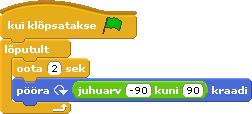 kui klõpsatakse
lõputult
oota 2 sek
pööra juhuarv -90 kuni 90 kraadi